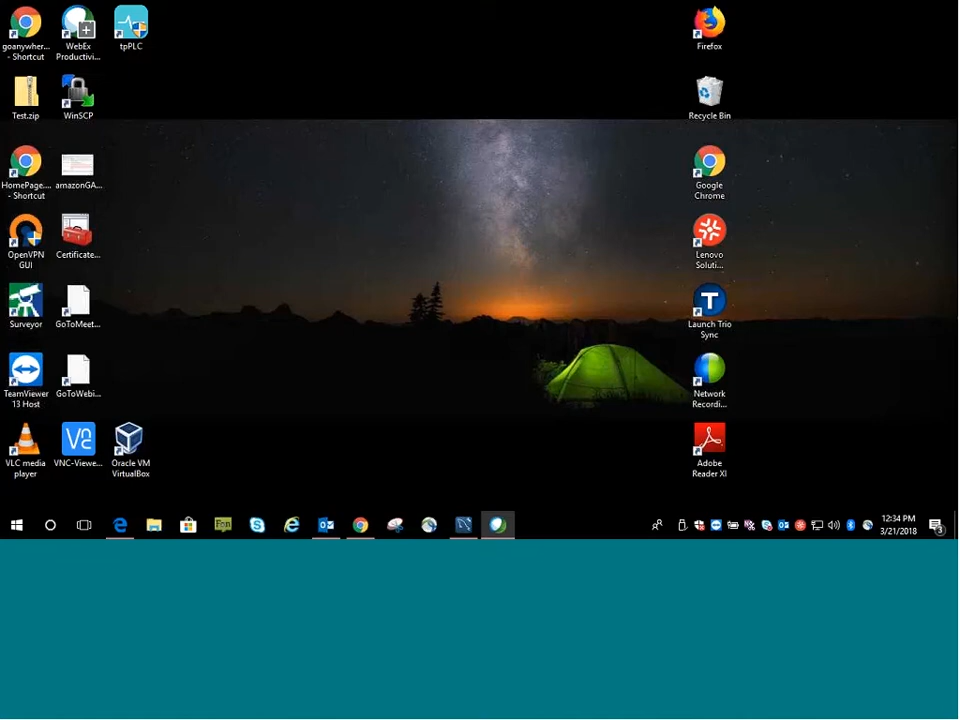 goanywher...
- Shortcut
WebEx
Productivi...
tpPLC
Firefox
Test.zip
WinSCP
Recycle Bin
HomePage....
- Shortcut
amazonGA...
Google
Chrome
OpenVPN
GUI
Certificate...
Lenovo
Soluti...
Surveyor
GoToMeet...
T
Launch Trio
Sync
TeamViewer
13 Host
GoToWebi...
Network
Recordi...
VLC media
player
VNC-Viewe...
Oracle VM
VirtualBox
Adobe
Reader XI
12:34 PM
3/21/2018
3